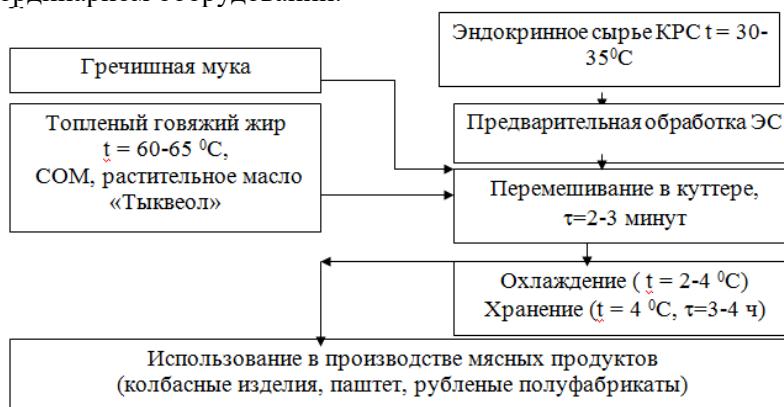 Эндокринное сырье КРС t = 30-
35⁰С
Гречишная мука
Топленый говяжий жир
t = 60-65 ⁰С,
СОМ, растительное масло
«Тыквеол»
Предварительная обработка ЭС
Перемешивание в куттере,
τ=2-3 минут
Охлаждение ( t = 2-4 ⁰С)
Хранение (t = 4 ⁰С, τ=3-4 ч)
Использование в производстве мясных продуктов
(колбасные изделия, паштет, рубленые полуфабрикаты)